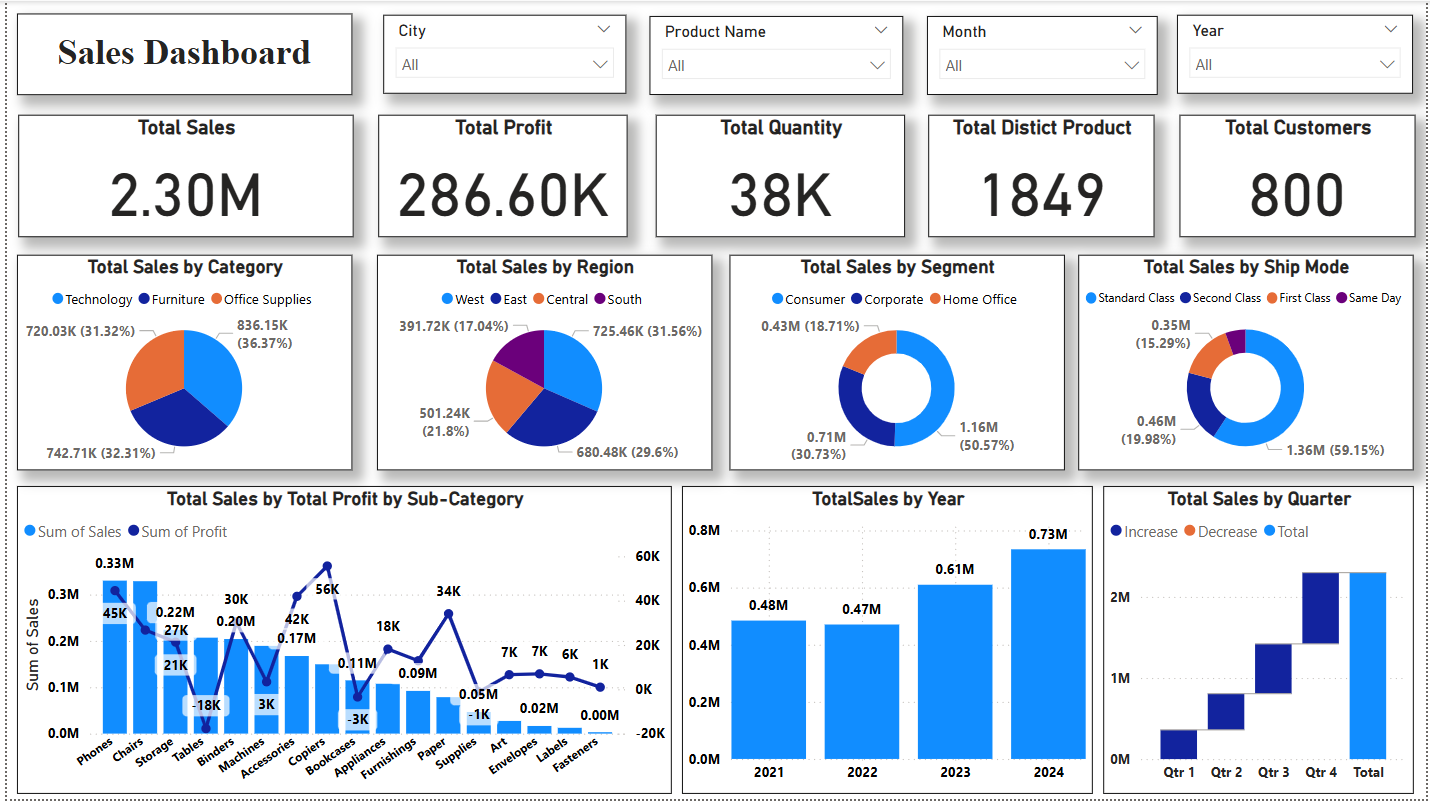 Sales Dashboard
City
All
Product Name
All
Month
All
Year
All
Total Sales
2.30M
Total Profit
286.60K
Total Quantity
38K
Total Distict Product
1849
Total Customers
800
Total Sales by Category
Technology Furniture Office Supplies
720.03K (31.32%)
836.15K
(36.37%)
742.71K (32.31%)
Total Sales by Region
West East Central South
391.72K (17.04%)
725.46K (31.56%)
501.24K
(21.8%)
680.48K (29.6%)
Total Sales by Segment
Consumer Corporate Home Office
0.43M (18.71%)
0.71M
(30.73%)
1.16M
(50.57%)
Total Sales by Ship Mode
Standard Class Second Class First Class Same Day
0.35M
(15.29%)
0.46M
(19.98%)
1.36M (59.15%)
Total Sales by Total Profit by Sub-Category
Sum of Sales Sum of Profit
Sum of Sales
0.3M
0.2M
0.1M
0.0M
60K
40K
20K
0K
-20K
0.33M
45K
0.22M
27K
21K
-18K
30K
0.20M
3K
42K
0.17M
56K
0.11M
-3K
18K
0.09M
34K
0.05M
-1K
7K
7K
0.02M
6K
1K
0.00M
Phones
Chairs
Storage
Tables
Binders
Machines
Accessories
Copiers
Bookcases
Appliances
Furnishings
Paper
Supplies
Art
Envelopes
Labels
Fasteners
TotalSales by Year
0.8M
0.6M
0.4M
0.2M
0.0M
0.48M
0.47M
0.61M
0.73M
2021 2022 2023 2024
Total Sales by Quarter
Increase Decrease Total
2M
1M
0M
Qtr 1 Qtr 2 Qtr 3 Qtr 4 Total